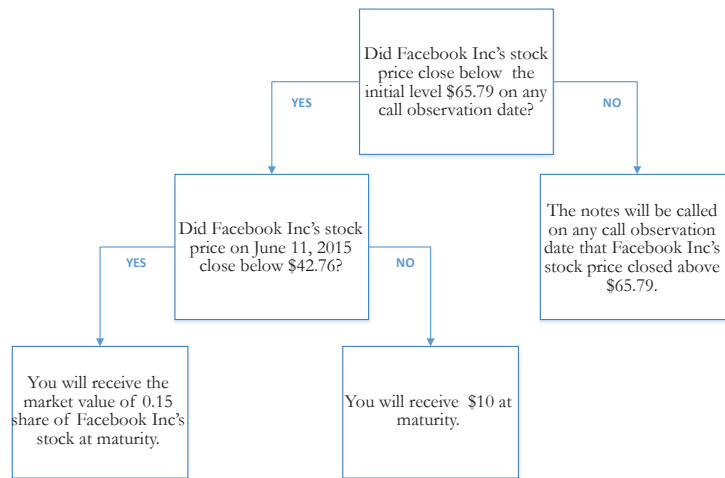 Did Facebook Inc's stock
price close below the
initial level $65.79 on any
call observation date?
YES
NO
Did Facebook Inc's stock
price on June 11, 2015
close below $42.76?
The notes will be called
on any call observation
date that Facebook Inc's
stock price closed above
$65.79.
YES
NO
You will receive the
market value of 0.15
share of Facebook Inc's
stock at maturity.
You will receive $10 at
maturity.